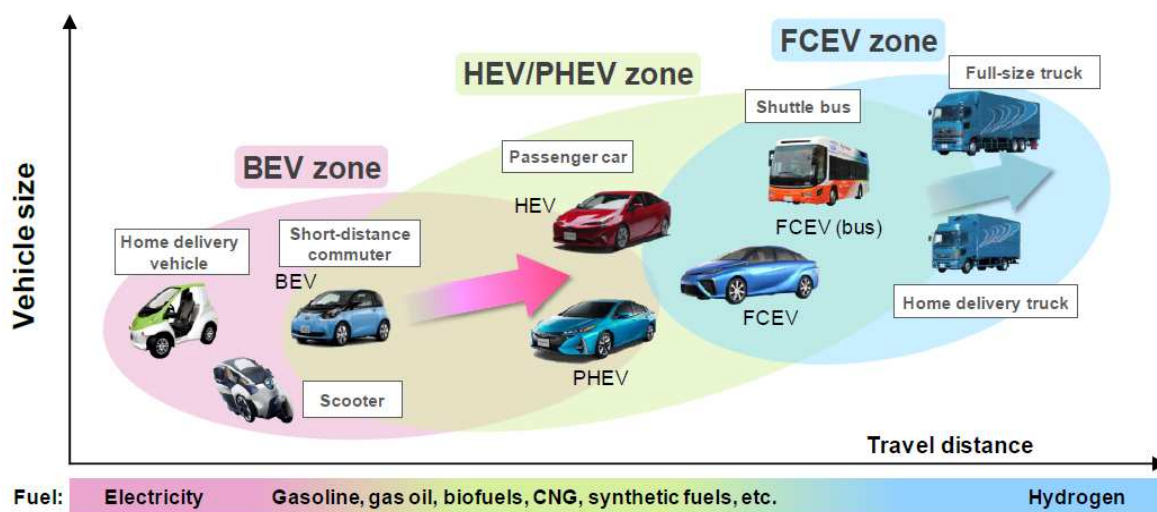 FCEV zone
HEV/PHEV zone
BEV zone
Full-size truck
Shuttle bus
Passenger car
HEV
FCEV (bus)
Home delivery
vehicle
Short-distance
commuter
BEV
Home delivery truck
FCEV
PHEV
Scooter
Vehicle size
Travel distance
Fuel: Electricity Gasoline, gas oil, biofuels, CNG, synthetic fuels, etc. Hydrogen